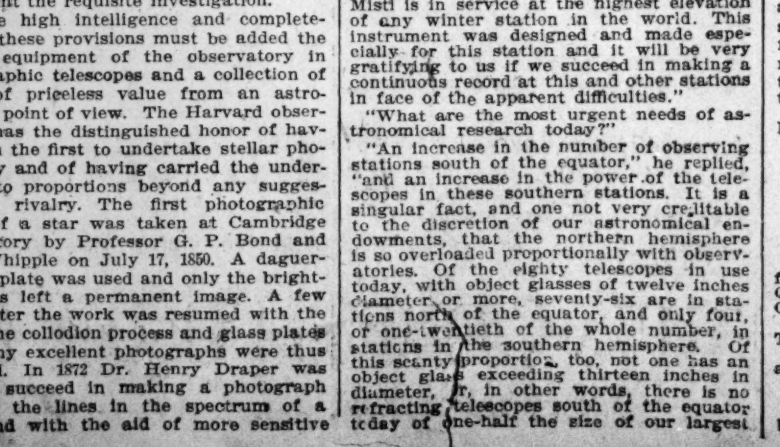 nt the requisite investigation.
e high intelligence and complete-
these provisions must be added the
equipment of the observatory in
aphic telescopes and a collection of
of priceless value from an astro-
point of view. The Harvard obser-
has the distinguished honor of hav-
n the first to undertake stellar pho-
y and of having carried the under-
to proportions beyond any sugges-
rivalry. The first photographic
f a star was taken at Cambridge
tory by Professor G. P. Bond and
Whipple on July 17, 1850. A daguer-
plate was used and only the bright-
s left a permanent image. A few
ter the work was resumed with the
he collodion process and glass plates
ny excellent photographs were thus
d. In 1872 Dr. Henry Draper was
succeed in making a photograph
the lines in the spectrum of a
nd with the aid of more sensitive
Misti is in service at the highest elevation
of any winter station in the world. This
instrument was designed and made espe-
cially for this station and it will be very
gratifying to us if we succeed in making a
continuous record at this and other stations
in face of the apparent difficulties."
"What are the most urgent needs of as-
tronomical research today?"
"An increase in the number of observing
stations south of the equator," he replied,
"and an increase in the power of the tele-
scopes in these southern stations. It is a
singular fact, and one not very creditable
to the discretion of our astronomical en-
dowments, that the northern hemisphere
is so overloaded proportionally with observ-
atories. Of the eighty telescopes in use
today, with object glasses of twelve inches
diameter or more, seventy-six are in sta-
tions north of the equator, and only four,
or one-twentieth of the whole number, in
stations in the southern hemisphere. Of
this scanty proportion, too, not one has an
object glass exceeding thirteen inches in
diameter, or, in other words, there is no
refracting telescopes south of the equator
today of one-half the size of our largest